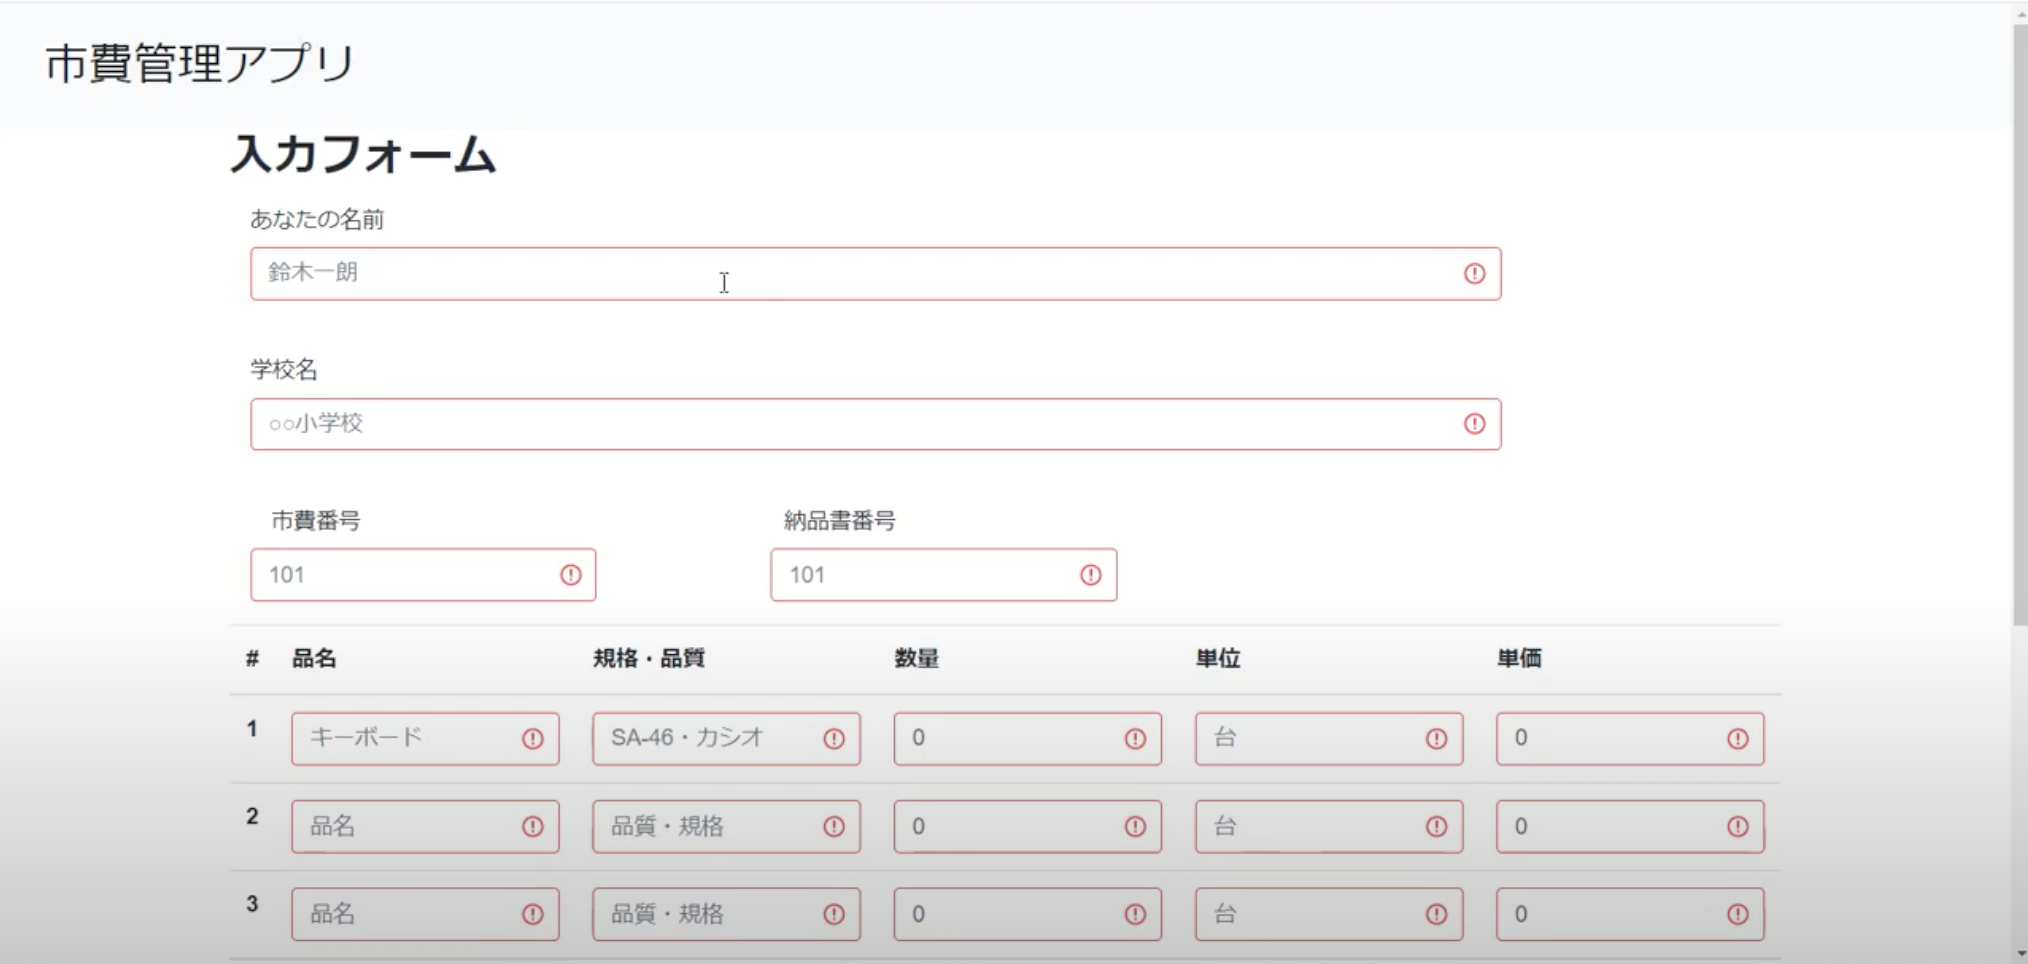 市費管理アプリ
入力フォーム
あなたの名前
鈴木一朗
学校名
○○小学校
市費番号 納品書番号
101 101
# 品名 規格・品質 数量 単位 単価
1 キーボード SA-46・カシオ 0 台 0
2 品名 品質・規格 0 台 0
3 品名 品質・規格 0 台 0